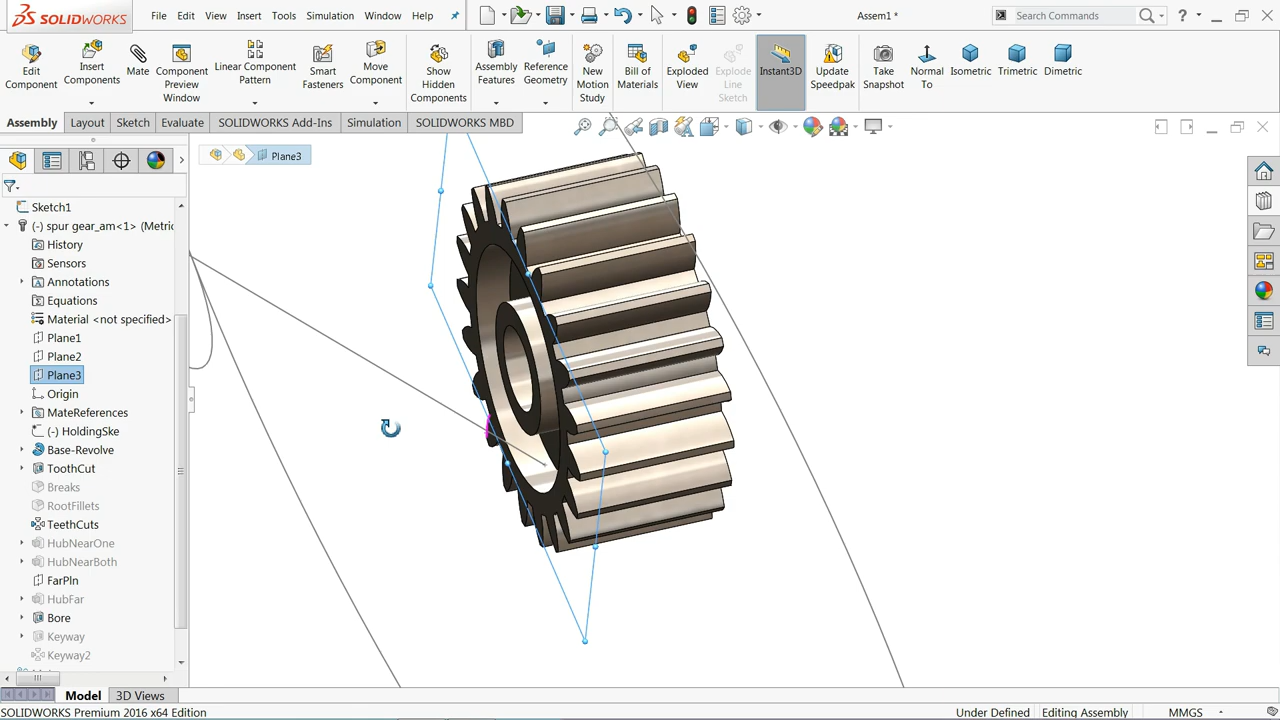 SOLIDWORKS
File Edit View Insert Tools Simulation Window Help
Assem1 *
Search Commands
Edit Component
Insert Components
Mate
Component Preview Window
Linear Component Pattern
Smart Fasteners
Move Component
Show Hidden Components
Assembly Features
Reference Geometry
New Motion Study
Bill of Materials
Exploded View
Explode Line Sketch
Instant3D
Update Speedpak
Take Snapshot
Normal To
Isometric
Trimetric
Dimetric
Assembly Layout Sketch Evaluate SOLIDWORKS Add-Ins Simulation SOLIDWORKS MBD
Plane3
Sketch1
(-) spur gear_am<1> (Metric
History
Sensors
Annotations
Equations
Material <not specified>
Plane1
Plane2
Plane3
Origin
MateReferences
(-) HoldingSke
Base-Revolve
ToothCut
Breaks
RootFillets
TeethCuts
HubNearOne
HubNearBoth
FarPln
HubFar
Bore
Keyway
Keyway2
Model 3D Views
SOLIDWORKS Premium 2016 x64 Edition
Under Defined Editing Assembly MMGS